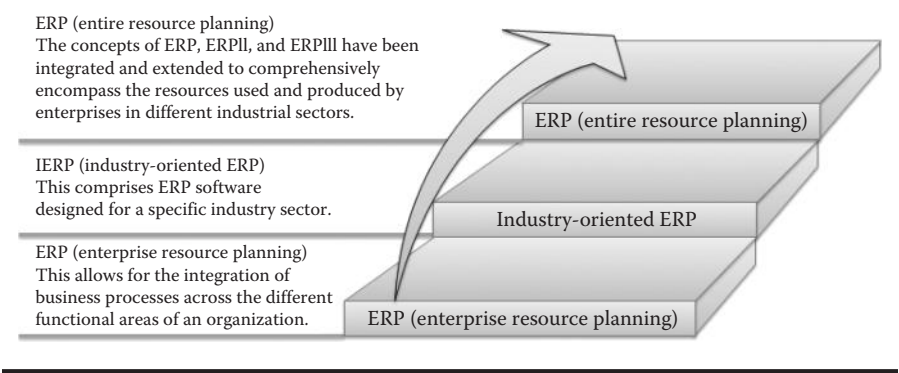 ERP (entire resource planning)
The concepts of ERP, ERPll, and ERPlll have been
integrated and extended to comprehensively
encompass the resources used and produced by
enterprises in different industrial sectors.
ERP (entire resource planning)
IERP (industry-oriented ERP)
This comprises ERP software
designed for a specific industry sector.
Industry-oriented ERP
ERP (enterprise resource planning)
This allows for the integration of
business processes across the different
functional areas of an organization.
ERP (enterprise resource planning)